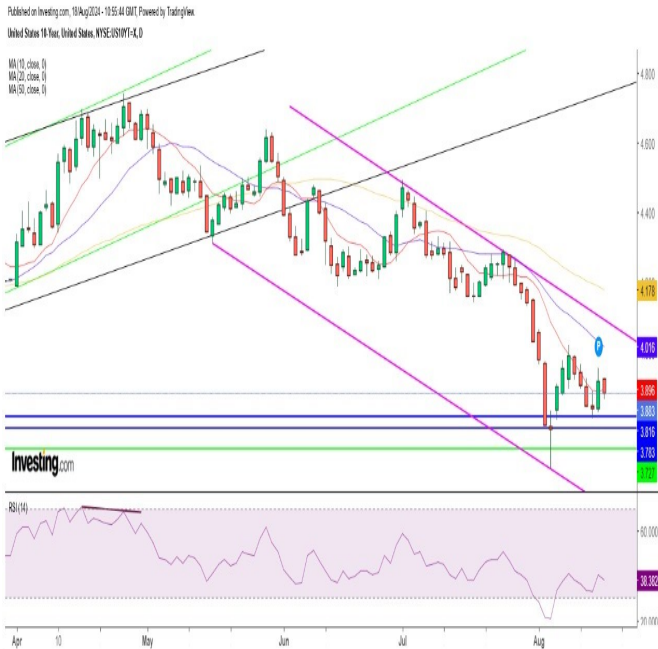 Published on Investing.com, 18/Aug/2024 - 10:55:44 GMT, Powered by TradingView.
United States 10-Year, United States, NYSE:US10YT=X, D
MA (10, close, 0)
MA (20, close, 0)
MA (50, close, 0)
4.800
4.600
4.400
4.178
4.016
P
3.896
3.883
3.816
3.783
3.727
Investing.com
RSI (14)
60.000
38.382
20.000
Apr 10 May Jun Jul Aug